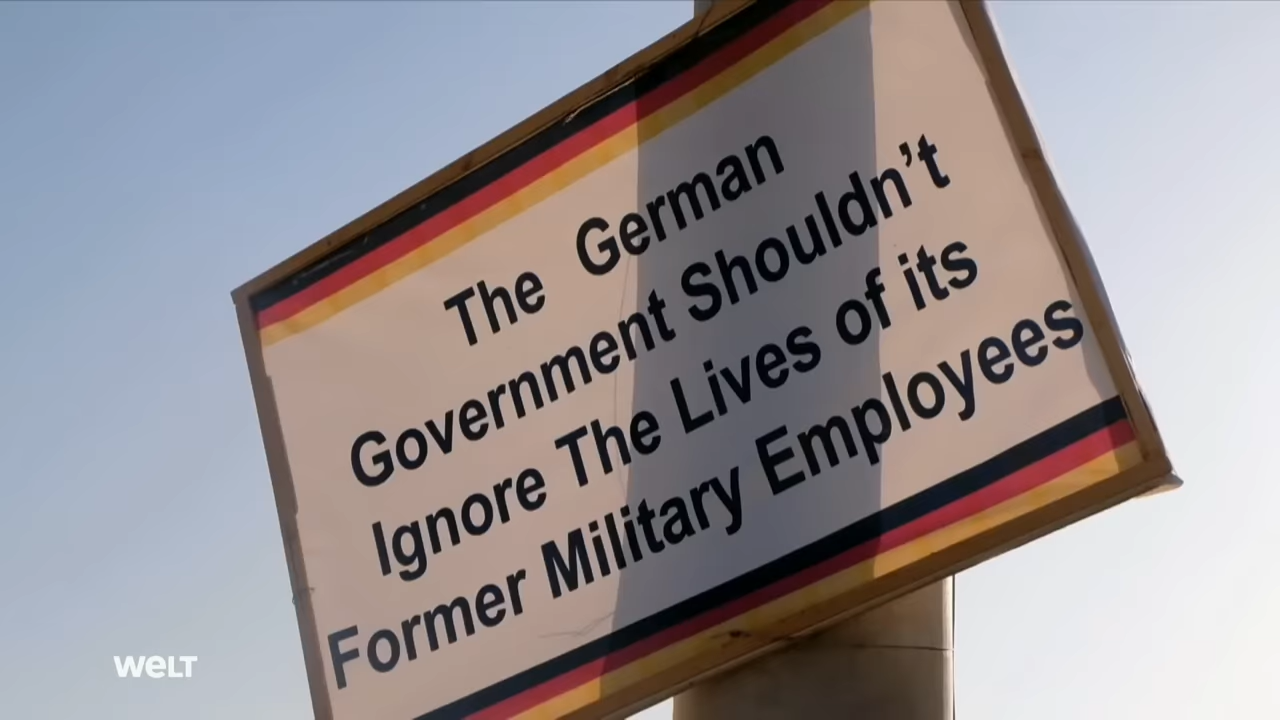 The German
Government Shouldn't
Ignore The Lives of its
Former Military Employees
WELT